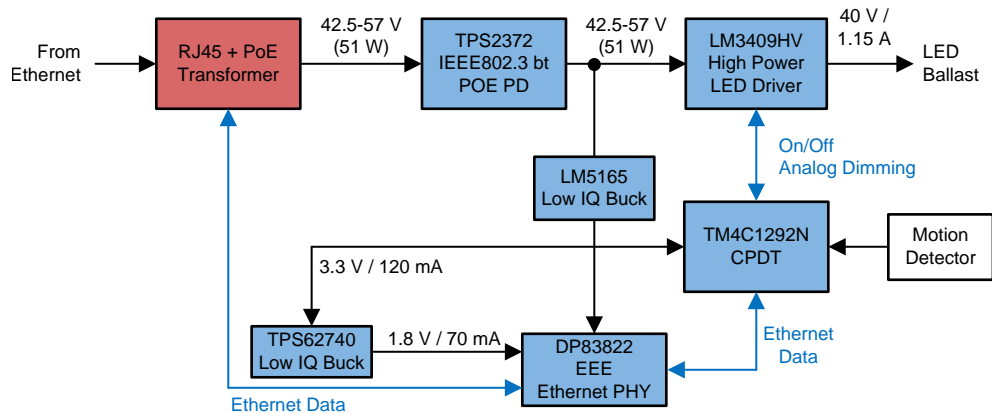 From
Ethernet
RJ45 + PoE
Transformer
42.5-57 V
(51 W)
TPS2372
IEEE802.3 bt
POE PD
42.5-57 V
(51 W)
LM3409HV
High Power
LED Driver
40 V /
1.15 A
LED
Ballast
On/Off
Analog Dimming
LM5165
Low IQ Buck
TM4C1292N
CPDT
Motion
Detector
3.3 V / 120 mA
TPS62740
Low IQ Buck
1.8 V / 70 mA
DP83822
EEE
Ethernet PHY
Ethernet
Data
Ethernet Data